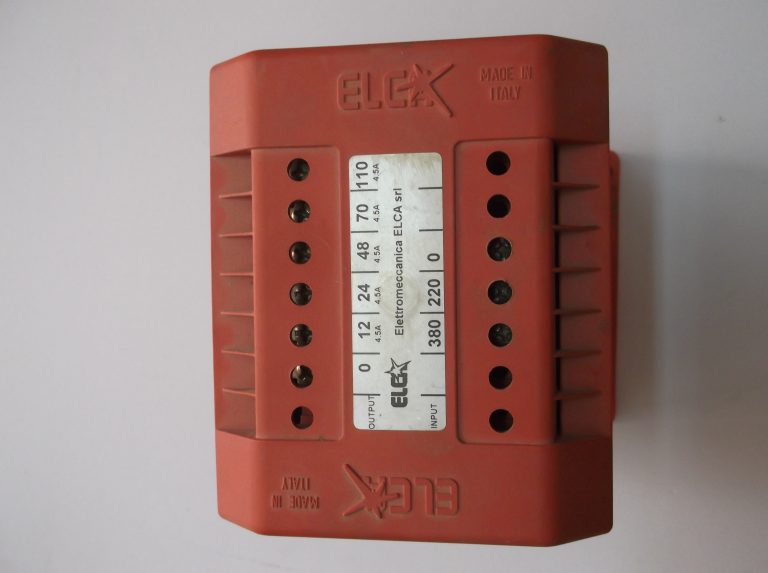 ELCA
MADE IN
ITALY
OUTPUT 0 12 24 48 70 110
4.5A 4.5A 4.5A 4.5A 4.5A
ELCA Elettromeccanica ELCA srl
INPUT 380 220 0
ELCA
MADE IN
ITALY